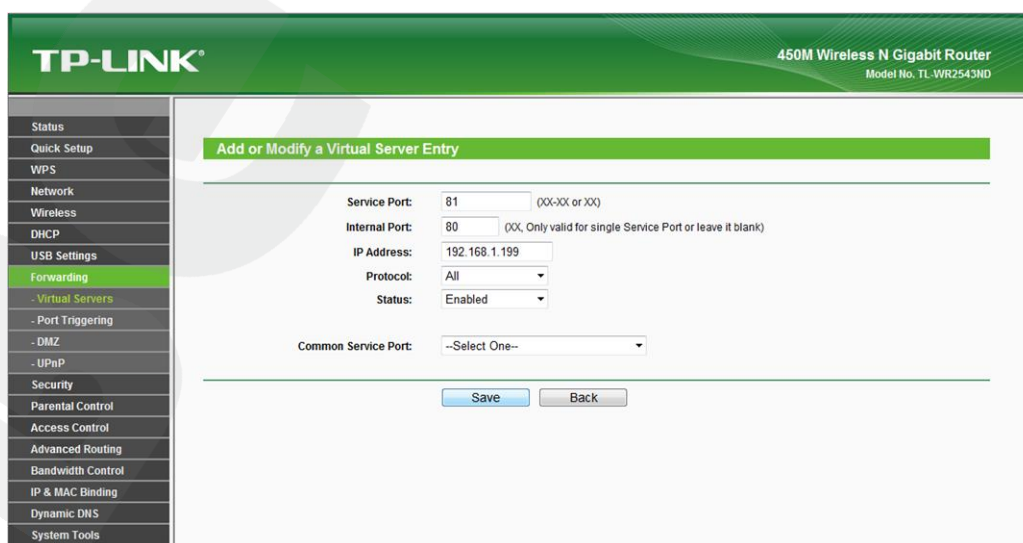 TP-LINK®
450M Wireless N Gigabit Router
Model No. TL-WR2543ND
Status
Quick Setup
WPS
Network
Wireless
DHCP
USB Settings
Forwarding
- Virtual Servers
- Port Triggering
- DMZ
- UPnP
Security
Parental Control
Access Control
Advanced Routing
Bandwidth Control
IP & MAC Binding
Dynamic DNS
System Tools
Add or Modify a Virtual Server Entry
Service Port: 81 (XX-XX or XX)
Internal Port: 80 (XX, Only valid for single Service Port or leave it blank)
IP Address: 192.168.1.199
Protocol: All
Status: Enabled
Common Service Port: --Select One--
Save Back